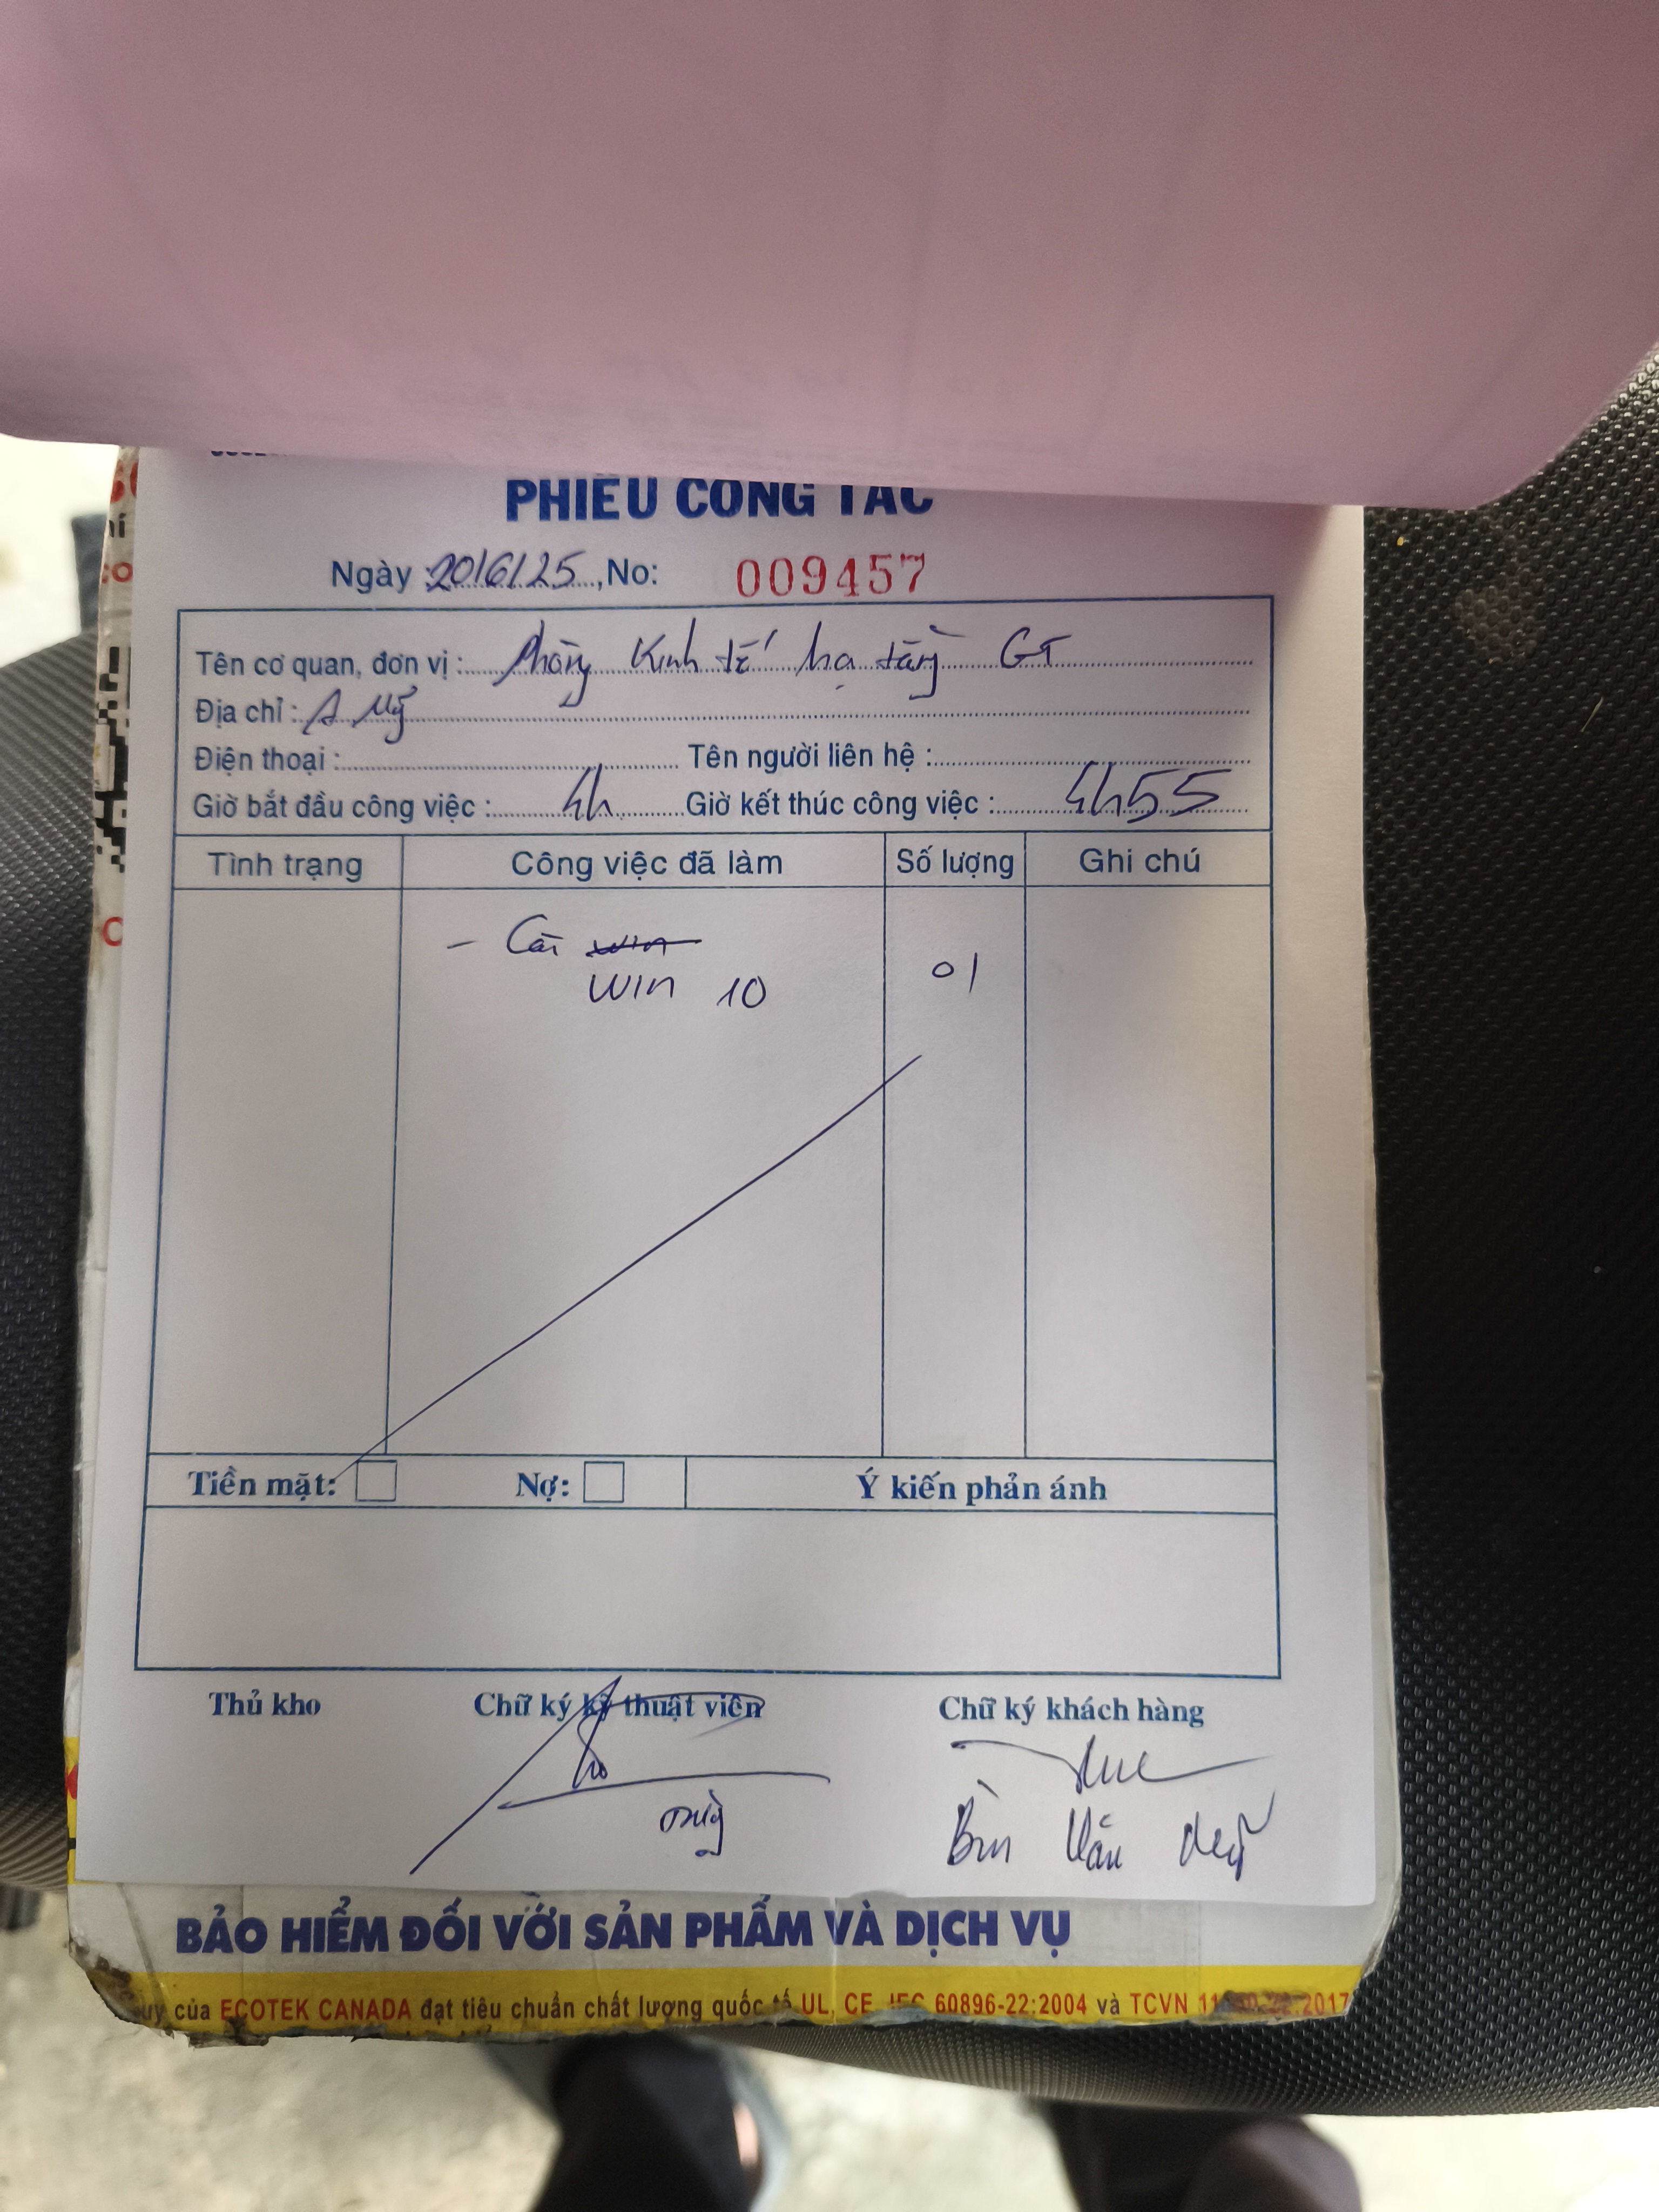 PHIẾU CÔNG TÁC
Ngày 20/6/25, No: 009457
Tên cơ quan, đơn vị: Phòng Kinh tế hạ tầng GT
Địa chỉ: A Mỹ
Điện thoại: Tên người liên hệ:
Giờ bắt đầu công việc: 4h Giờ kết thúc công việc: 4h55
Tình trạng Công việc đã làm Số lượng Ghi chú
- Cài win
Win 10 01
Tiền mặt: Nợ: Ý kiến phản ánh
Thủ kho Chữ ký kỹ thuật viên Chữ ký khách hàng
Văn
BẢO HIỂM ĐỐI VỚI SẢN PHẨM VÀ DỊCH VỤ
của ECOTEK CANADA đạt tiêu chuẩn chất lượng quốc tế UL, CE, IEC 60896-22:2004 và TCVN